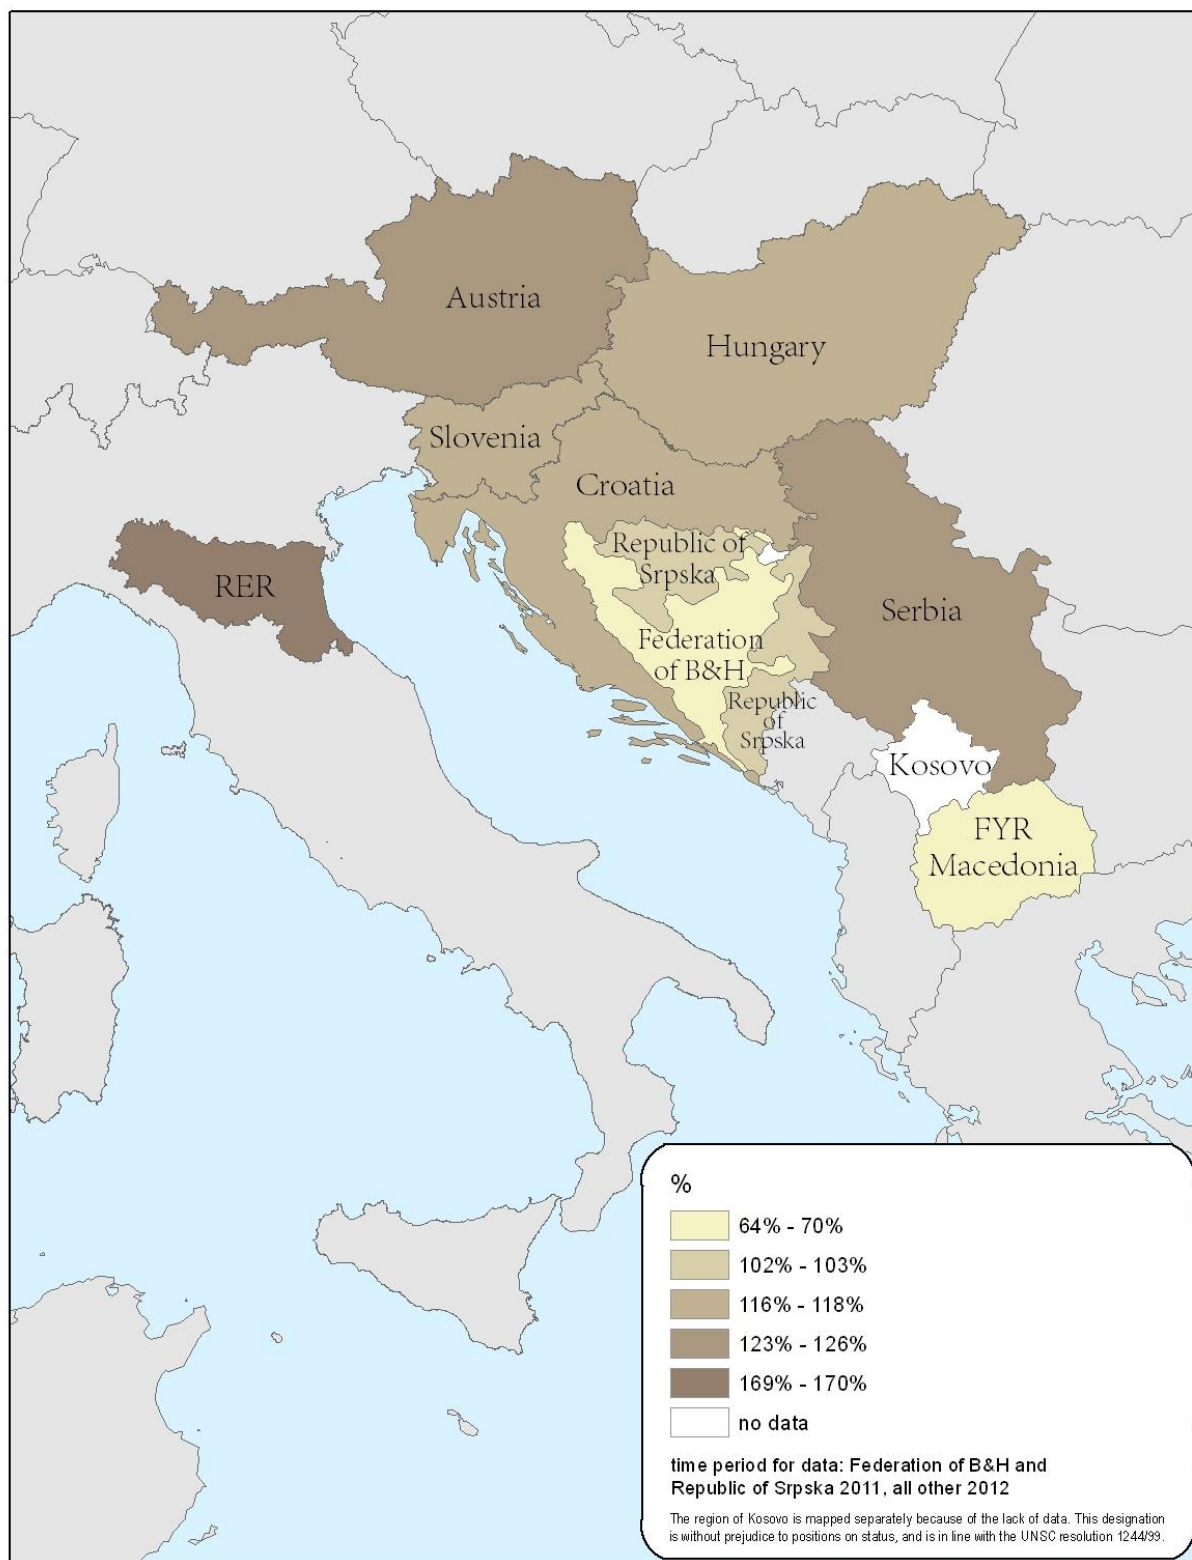 Austria
Hungary
Slovenia
Croatia
Republic of
Srpska
RER
Serbia
Federation
of B&H
Republic
of
Srpska
Kosovo
FYR
Macedonia
%
64% - 70%
102% - 103%
116% - 118%
123% - 126%
169% - 170%
no data
time period for data: Federation of B&H and
Republic of Srpska 2011, all other 2012
The region of Kosovo is mapped separately because of the lack of data. This designation
is without prejudice to positions on status, and is in line with the UNSC resolution 1244/99.